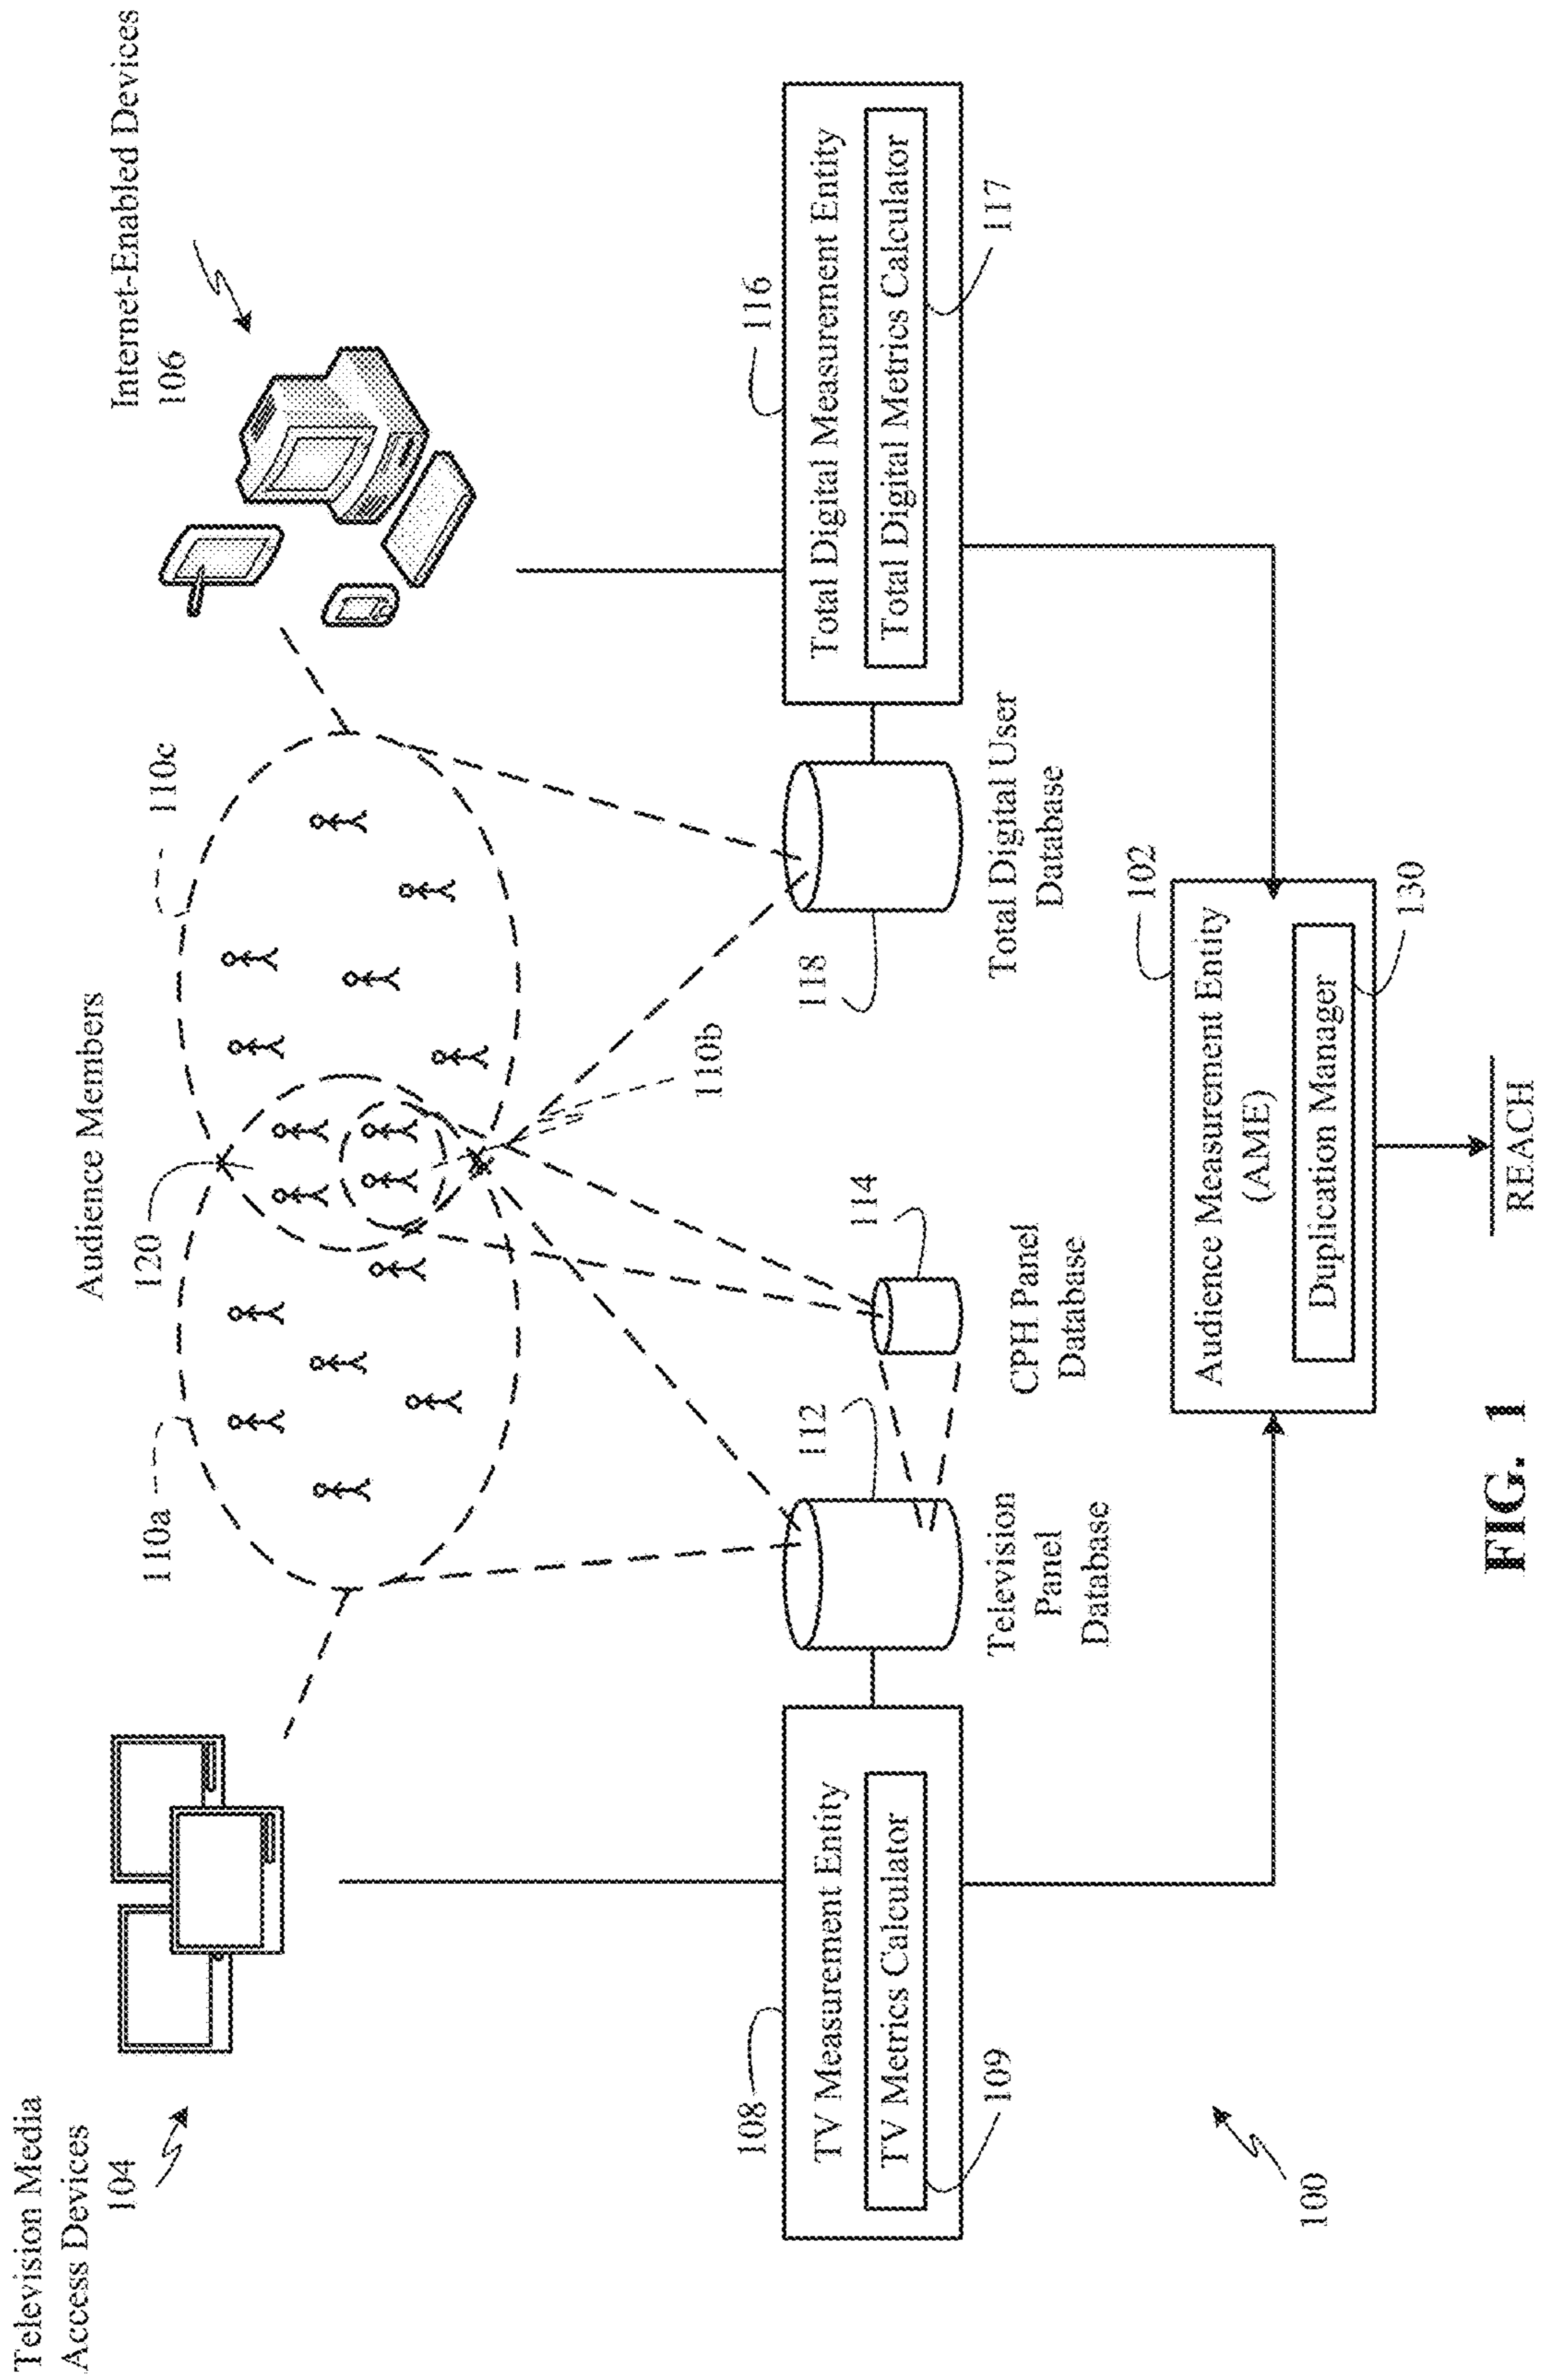 Television Media
Access Devices
104
Audience Members
Internet-Enabled Devices
106
110a
120
110c
110b
108
TV Measurement Entity
TV Metrics Calculator
109
112
Television
Panel
Database
114
CPH Panel
Database
118
Total Digital User
Database
116
Total Digital Measurement Entity
Total Digital Metrics Calculator
117
102
Audience Measurement Entity
(AME)
Duplication Manager
130
100
REACH
FIG. 1